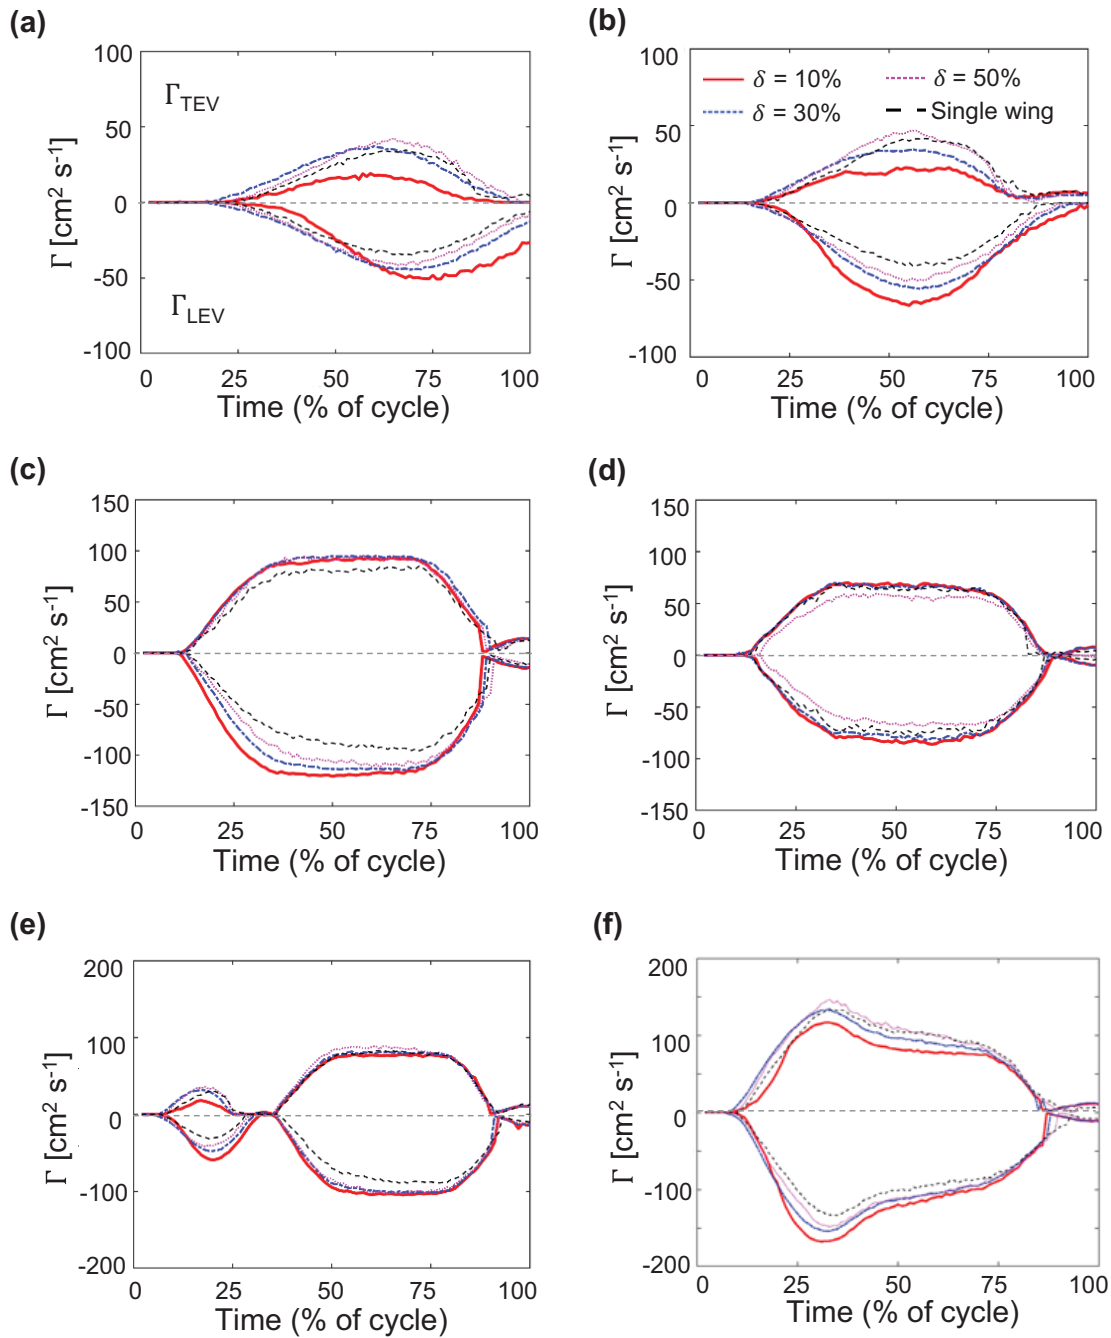 (a)
100
50
0
-50
-100
Γ [cm² s⁻¹]
Γ_TEV
Γ_LEV
0 25 50 75 100
Time (% of cycle)
(b)
100
50
0
-50
-100
Γ [cm² s⁻¹]
δ = 10% δ = 50%
δ = 30% Single wing
0 25 50 75 100
Time (% of cycle)
(c)
150
100
50
0
-50
-100
-150
Γ [cm² s⁻¹]
0 25 50 75 100
Time (% of cycle)
(d)
150
100
50
0
-50
-100
-150
Γ [cm² s⁻¹]
0 25 50 75 100
Time (% of cycle)
(e)
200
100
0
-100
-200
Γ [cm² s⁻¹]
0 25 50 75 100
Time (% of cycle)
(f)
200
100
0
-100
-200
Γ [cm² s⁻¹]
0 25 50 75 100
Time (% of cycle)